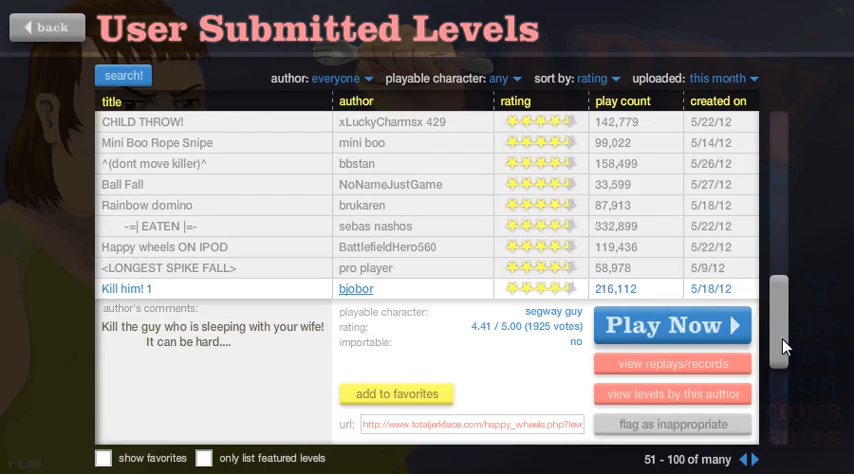 back
User Submitted Levels
search!
author: everyone playable character: any sort by: rating uploaded: this month
title author rating play count created on
CHILD THROW! xLuckyCharmsx 429 142,779 5/22/12
Mini Boo Rope Snipe mini boo 99,022 5/14/12
^(dont move killer)^ bbstan 158,499 5/26/12
Ball Fall NoNameJustGame 33,599 5/27/12
Rainbow domino brukaren 87,913 5/18/12
-=| EATEN |=- sebas nashos 332,899 5/22/12
Happy wheels ON IPOD BattlefieldHero560 119,436 5/22/12
<LONGEST SPIKE FALL> pro player 58,978 5/9/12
Kill him! 1 bjobor 216,112 5/18/12
author's comments:
Kill the guy who is sleeping with your wife!
It can be hard....
playable character: segway guy
rating: 4.41 / 5.00 (1925 votes)
importable: no
add to favorites
url: http://www.totaljerkface.com/happy_wheels.php?leve
Play Now
view replays/records
view levels by this author
flag as inappropriate
show favorites only list featured levels
51 - 100 of many